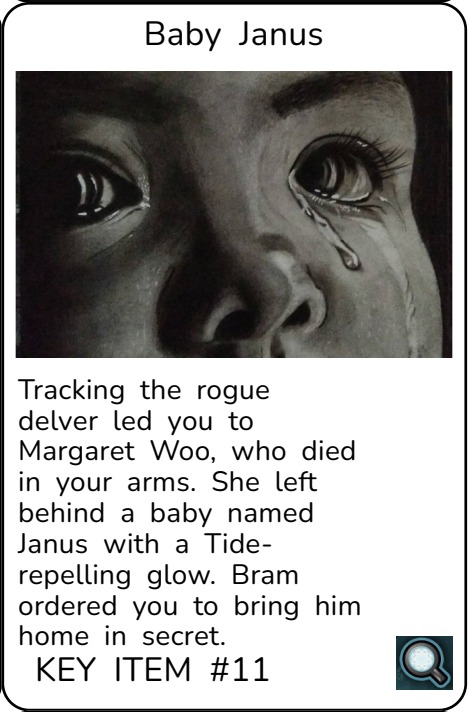 Baby Janus
Tracking the rogue
delver led you to
Margaret Woo, who died
in your arms. She left
behind a baby named
Janus with a Tide-
repelling glow. Bram
ordered you to bring him
home in secret.
KEY ITEM #11